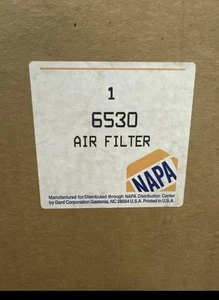 1
6530
AIR FILTER
NAPA
Manufactured for/Distributed through NAPA Distribution Center
by Gard Corporation Gastonia, NC 28054 U.S.A. Printed in U.S.A.